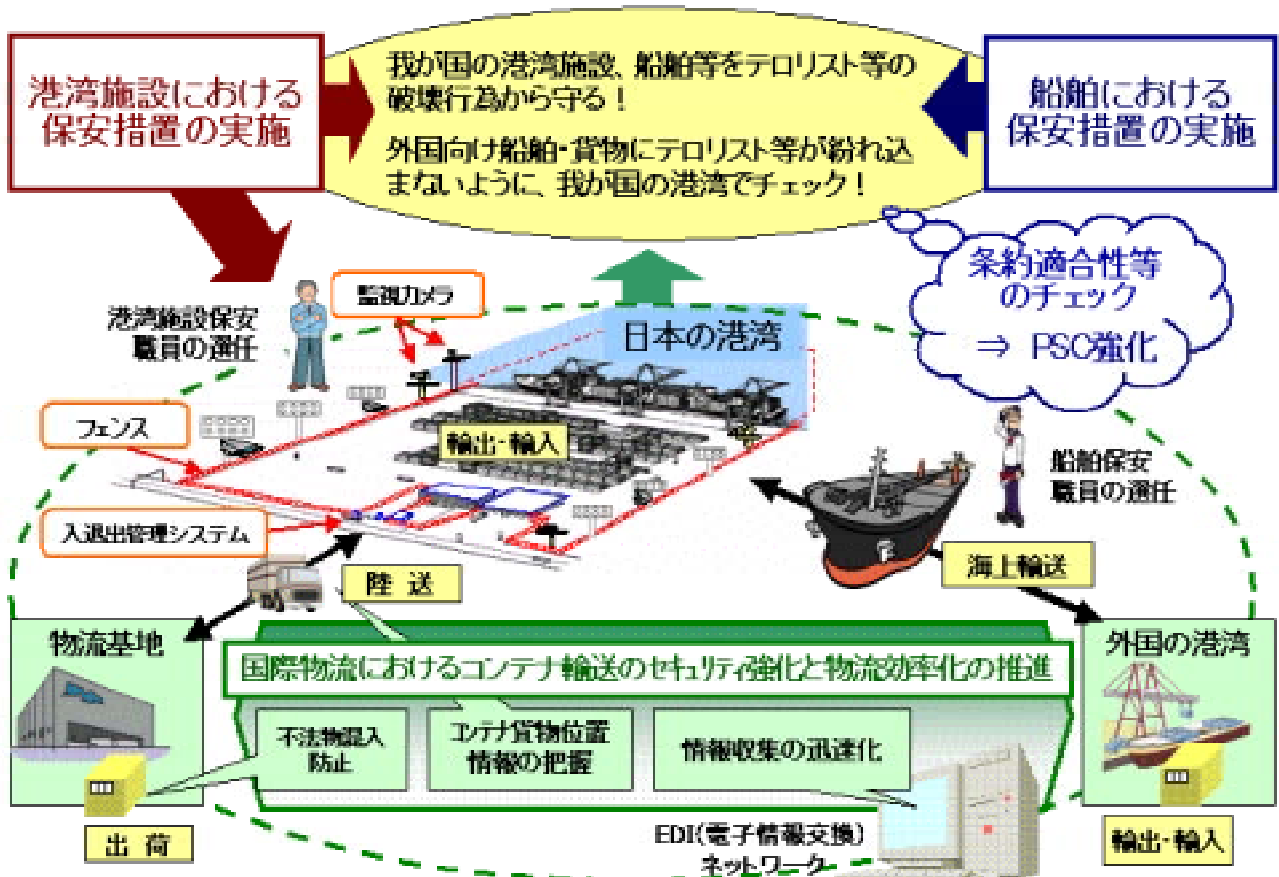 港湾施設における
保安措置の実施
我が国の港湾施設、船舶等をテロリスト等の
破壊行為から守る！
外国向け船舶・貨物にテロリスト等が紛れ込
まないように、我が国の港湾でチェック！
船舶における
保安措置の実施
条約適合性等
のチェック
⇒ PSC強化
監視カメラ
港湾施設保安
職員の選任
日本の港湾
フェンス
輸出・輸入
船舶保安
職員の選任
入退出管理システム
陸 送
海上輸送
物流基地
外国の港湾
国際物流におけるコンテナ輸送のセキュリティ強化と物流効率化の推進
不法物混入
防止
コンテナ貨物位置
情報の把握
情報収集の迅速化
出 荷
EDI(電子情報交換)
ネットワーク
輸出・輸入